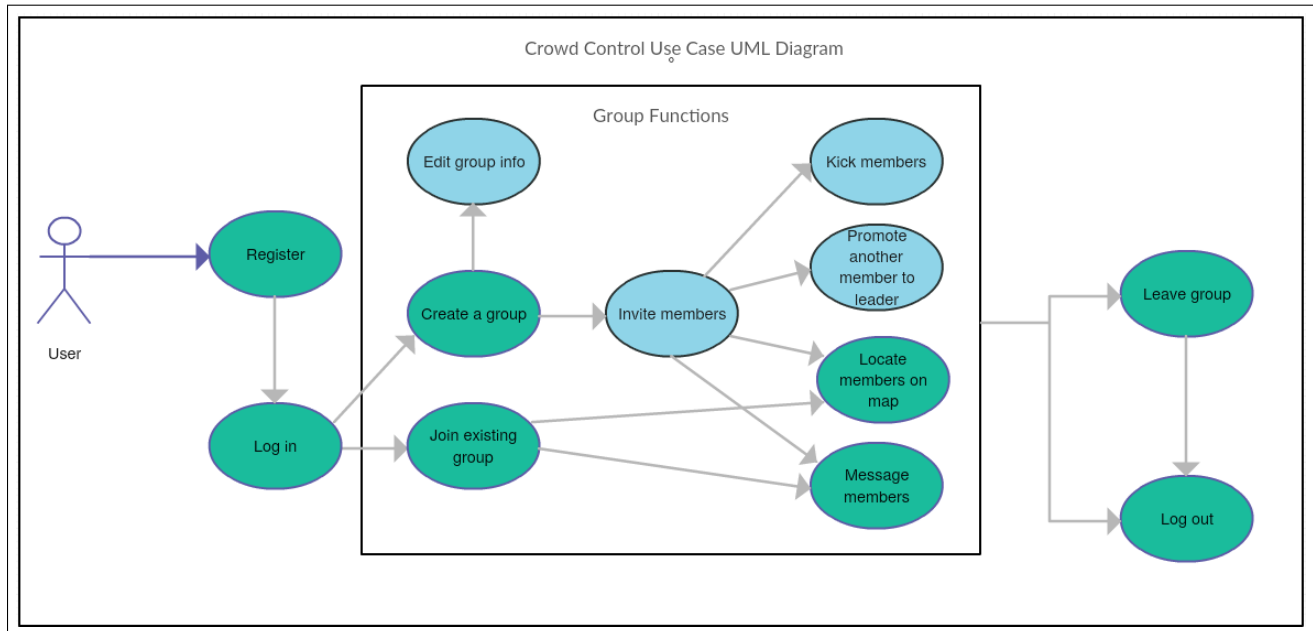 Crowd Control Use Case UML Diagram
Group Functions
Edit group info
Kick members
Register
Promote
another
member to
leader
User
Create a group
Invite members
Leave group
Locate
members on
map
Log in
Join existing
group
Message
members
Log out